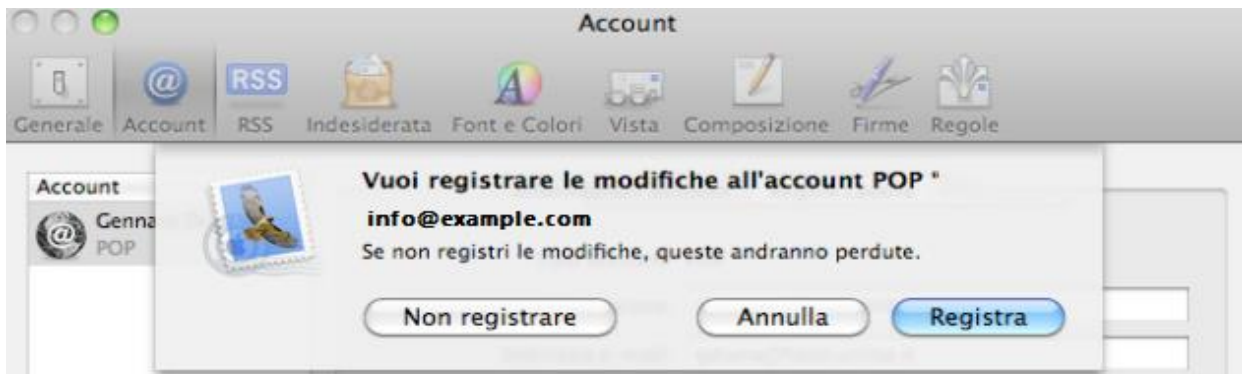 Account
RSS
Generale Account RSS Indesiderata Font e Colori Vista Composizione Firme Regole
Account
Genna
POP
Vuoi registrare le modifiche all'account POP "
info@example.com
Se non registri le modifiche, queste andranno perdute.
Non registrare Annulla Registra